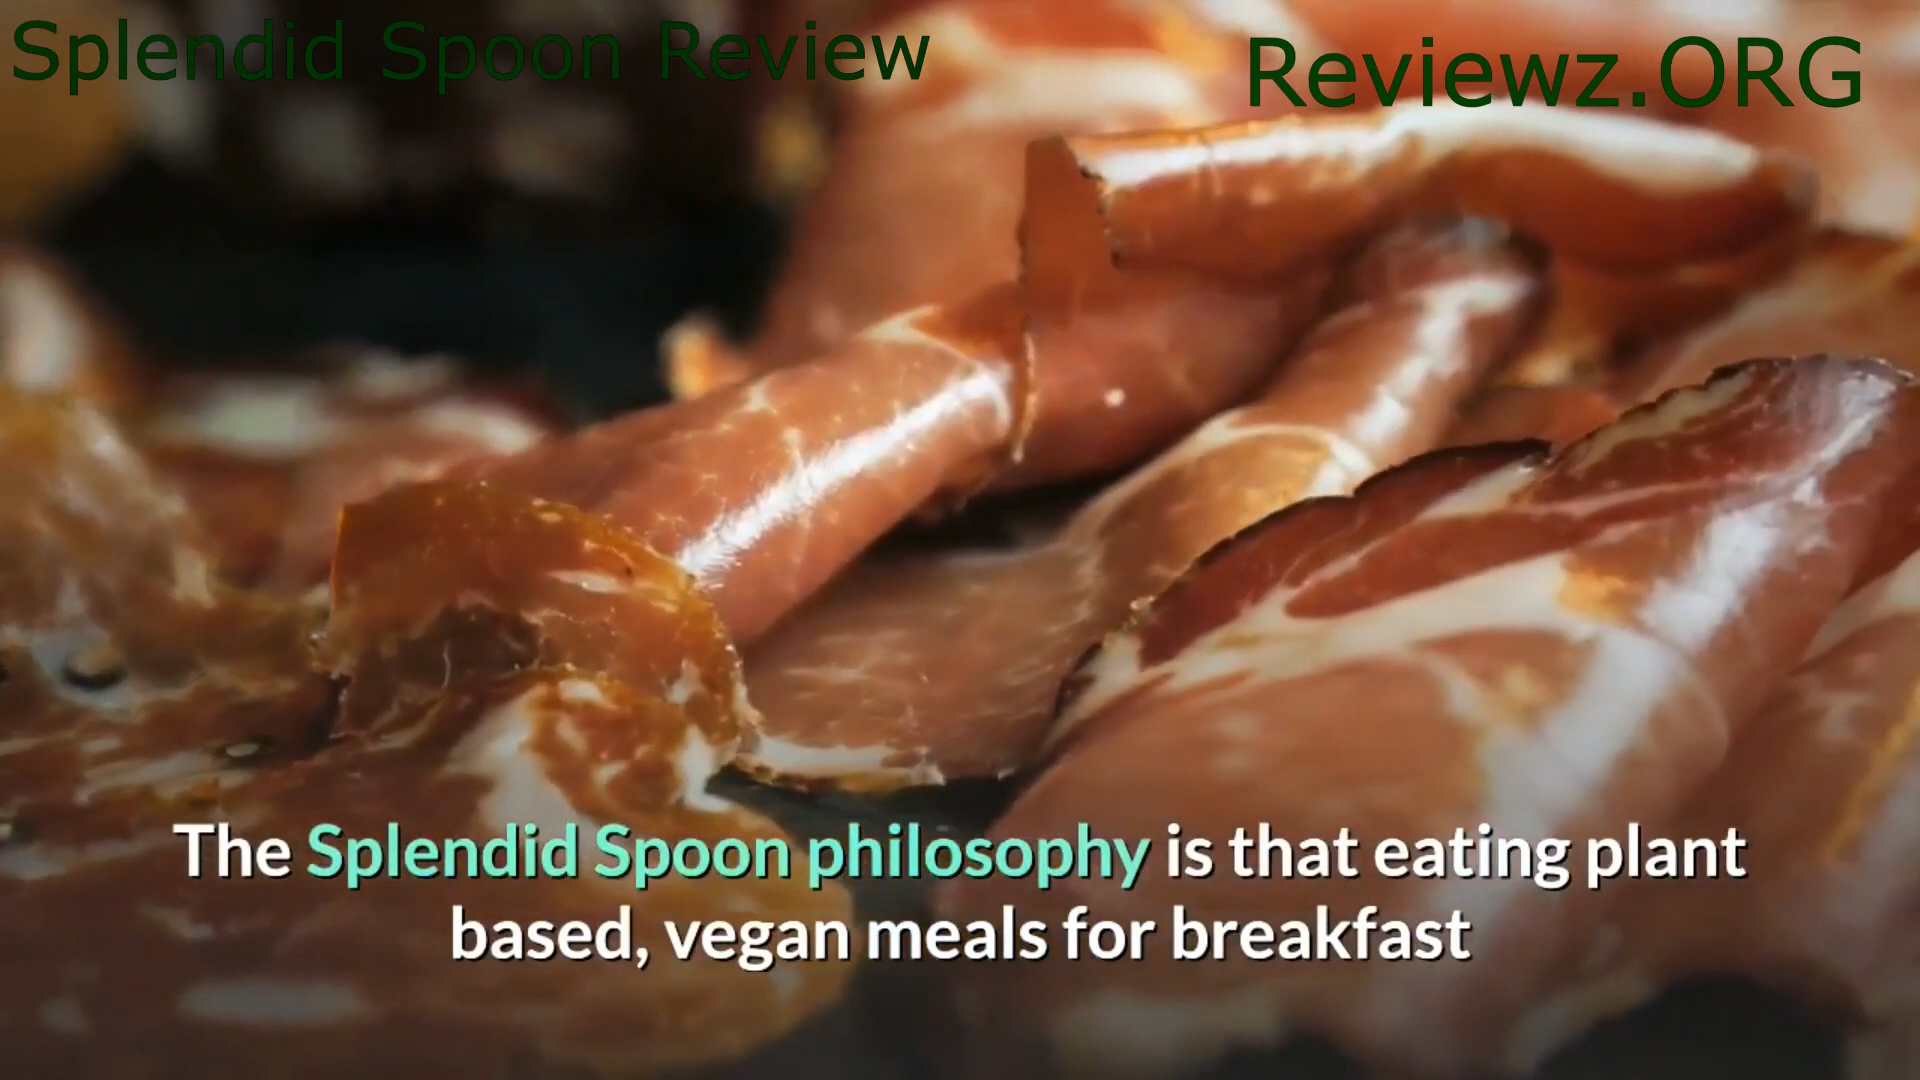 Splendid Spoon Review
Reviewz.ORG
The Splendid Spoon philosophy is that eating plant
based, vegan meals for breakfast